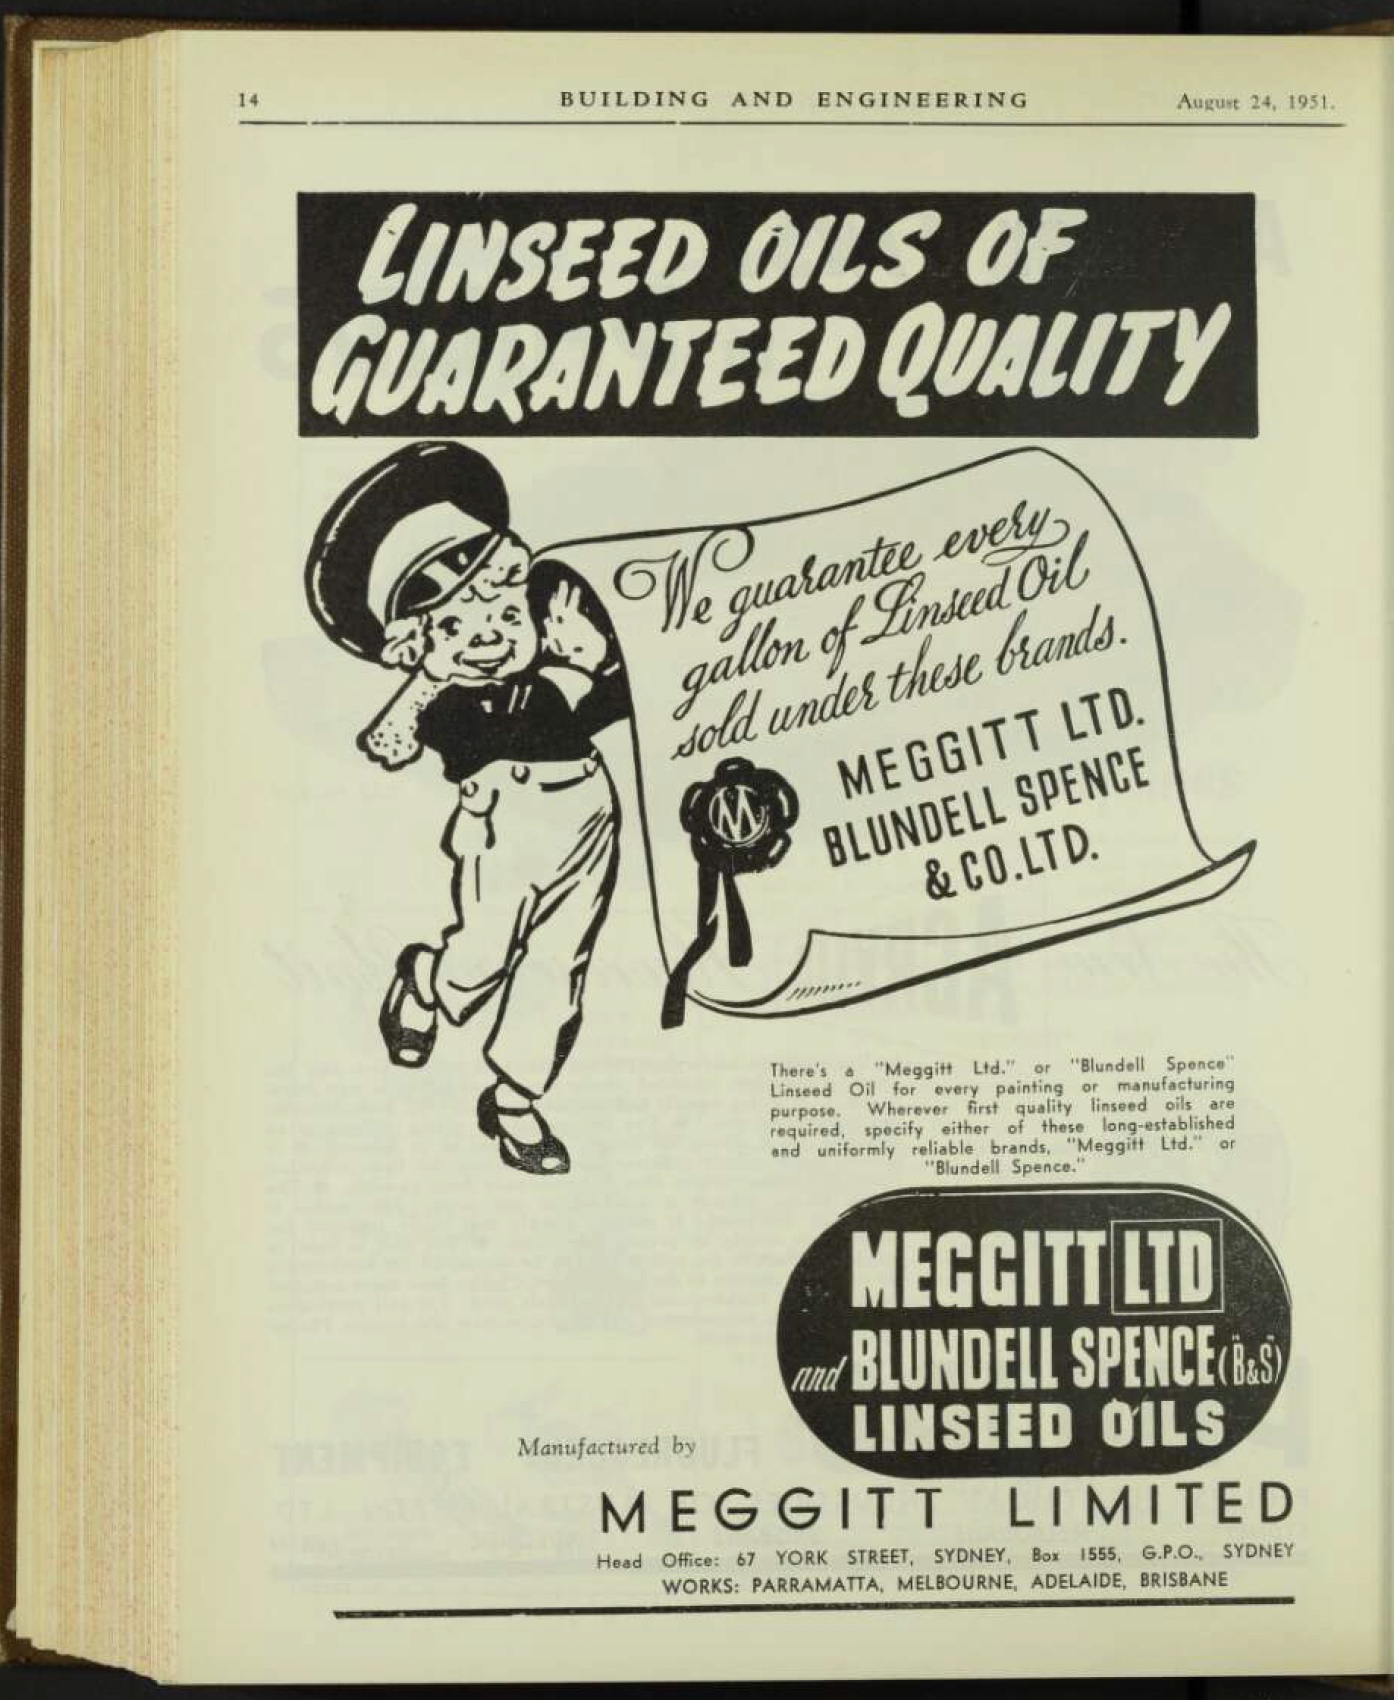 14 BUILDING AND ENGINEERING August 24, 1951.
LINSEED OILS OF
GUARANTEED QUALITY
We guarantee every
gallon of Linseed Oil
sold under these brands.
MEGGITT LTD.
BLUNDELL SPENCE
& CO. LTD.
M
There's a "Meggitt Ltd." or "Blundell Spence"
Linseed Oil for every painting or manufacturing
purpose. Wherever first quality linseed oils are
required, specify either of these long-established
and uniformly reliable brands, "Meggitt Ltd." or
"Blundell Spence."
MEGGITT LTD
and BLUNDELL SPENCE ("B&S")
LINSEED OILS
Manufactured by
MEGGITT LIMITED
Head Office: 67 YORK STREET, SYDNEY, Box 1555, G.P.O., SYDNEY
WORKS: PARRAMATTA, MELBOURNE, ADELAIDE, BRISBANE